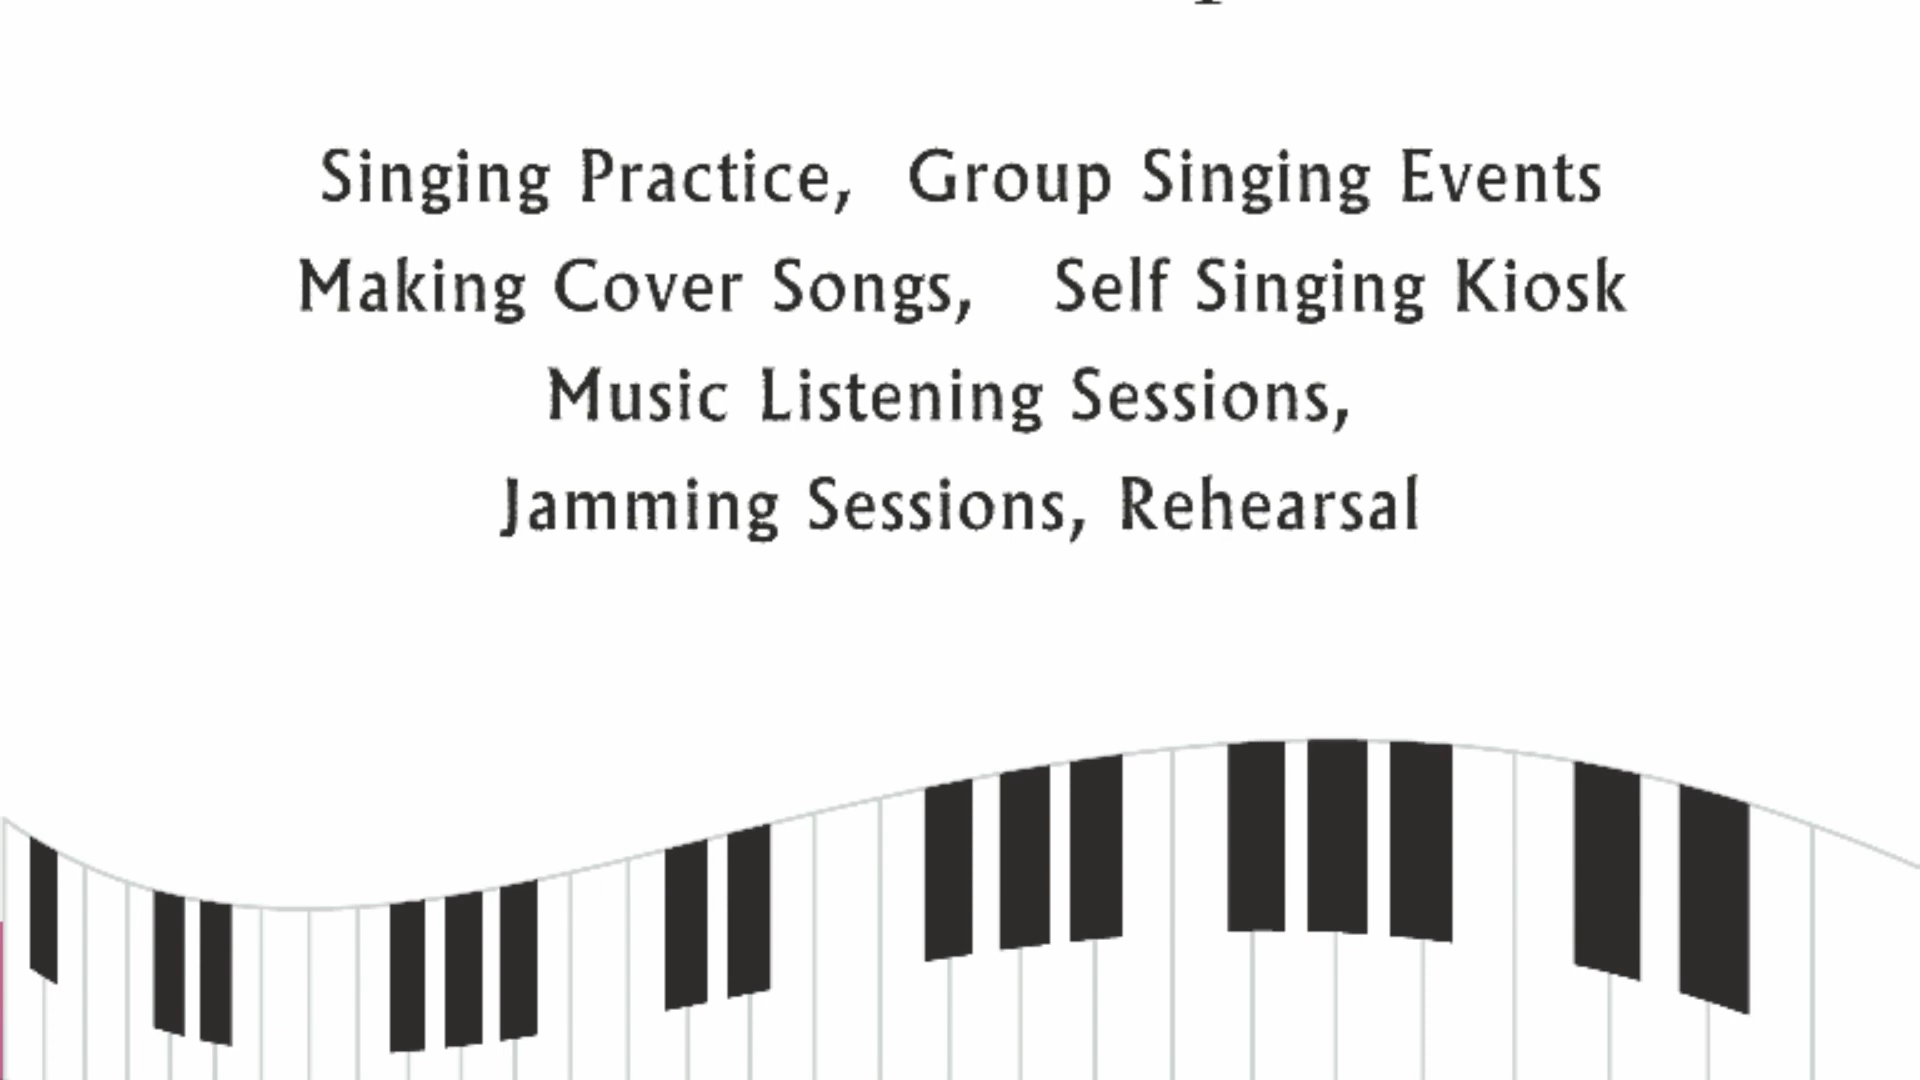 Singing Practice, Group Singing Events
Making Cover Songs, Self Singing Kiosk
Music Listening Sessions,
Jamming Sessions, Rehearsal